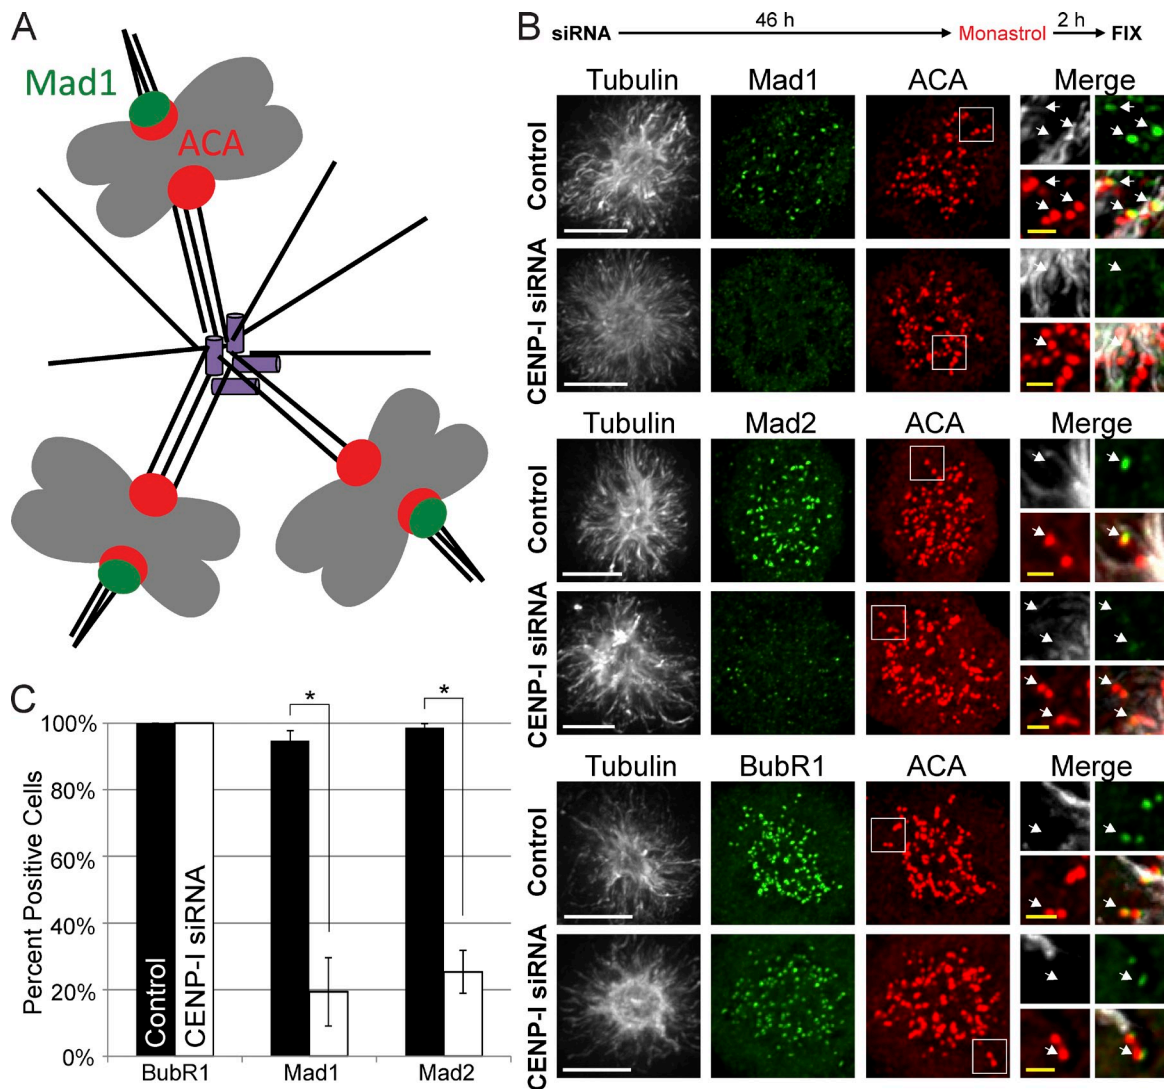 A
Mad1
ACA
B
siRNA 46 h Monastrol 2 h FIX
Tubulin Mad1 ACA Merge
Control
CENP-I siRNA
Tubulin Mad2 ACA Merge
Control
CENP-I siRNA
Tubulin BubR1 ACA Merge
Control
CENP-I siRNA
C
* *
100%
80%
60%
40%
20%
0%
Percent Positive Cells
Control
CENP-I siRNA
BubR1 Mad1 Mad2